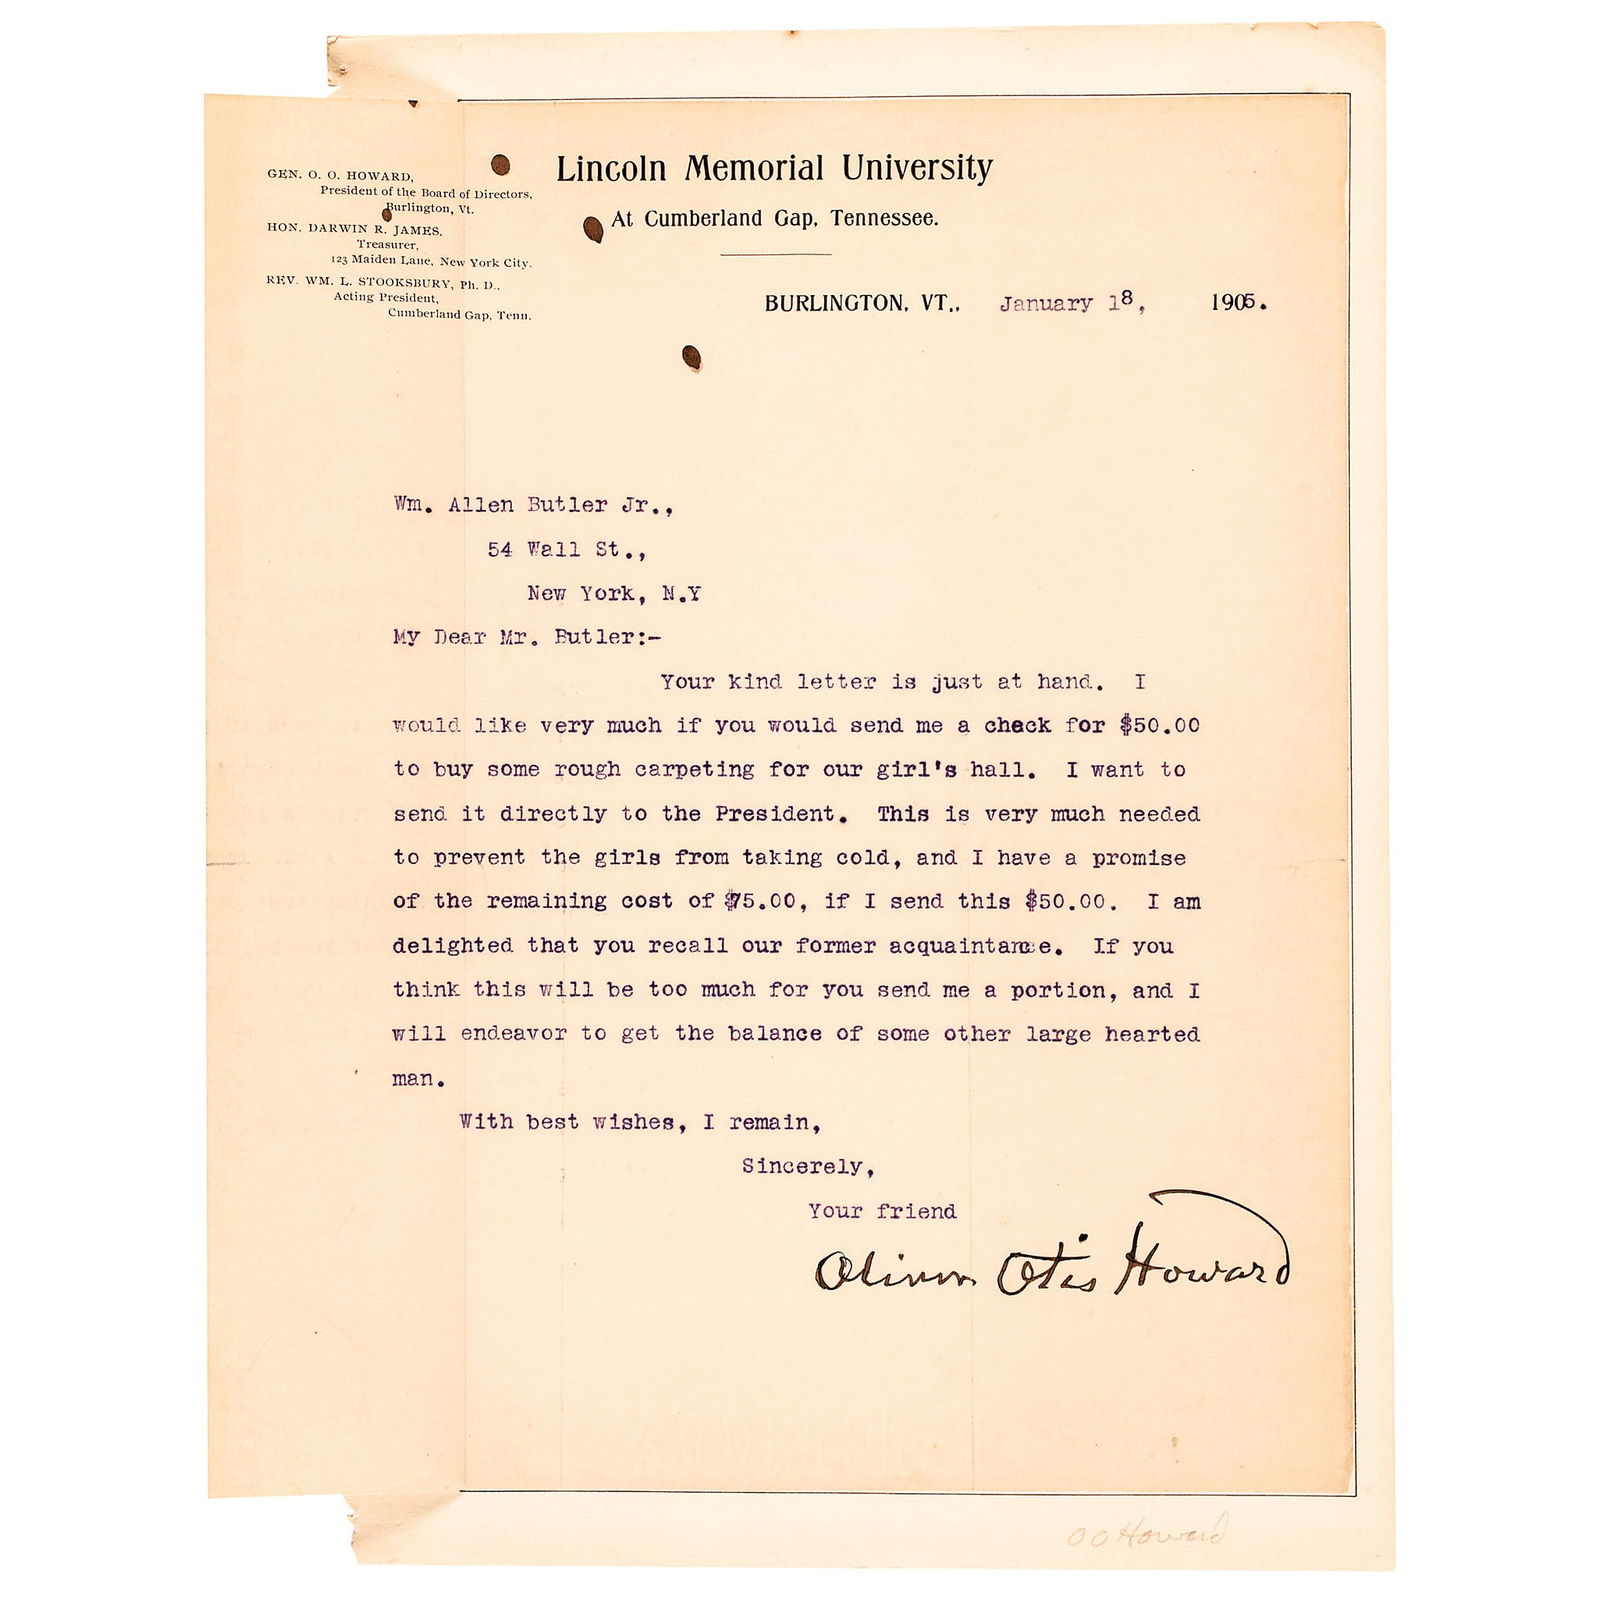 GEN. O. O. HOWARD,
President of the Board of Directors,
Burlington, Vt.
HON. DARWIN R. JAMES,
Treasurer,
123 Maiden Lane, New York City.
REV. WM. L. STOOKSBURY, Ph. D.,
Acting President,
Cumberland Gap, Tenn.
Lincoln Memorial University
At Cumberland Gap, Tennessee.
BURLINGTON, VT., January 18, 1905.
Wm. Allen Butler Jr.,
54 Wall St.,
New York, N.Y
My Dear Mr. Butler:-
Your kind letter is just at hand. I
would like very much if you would send me a check for $50.00
to buy some rough carpeting for our girl's hall. I want to
send it directly to the President. This is very much needed
to prevent the girls from taking cold, and I have a promise
of the remaining cost of $75.00, if I send this $50.00. I am
delighted that you recall our former acquaintance. If you
think this will be too much for you send me a portion, and I
will endeavor to get the balance of some other large hearted
man.
With best wishes, I remain,
Sincerely,
Your friend
Oliver Otis Howard
O O Howard